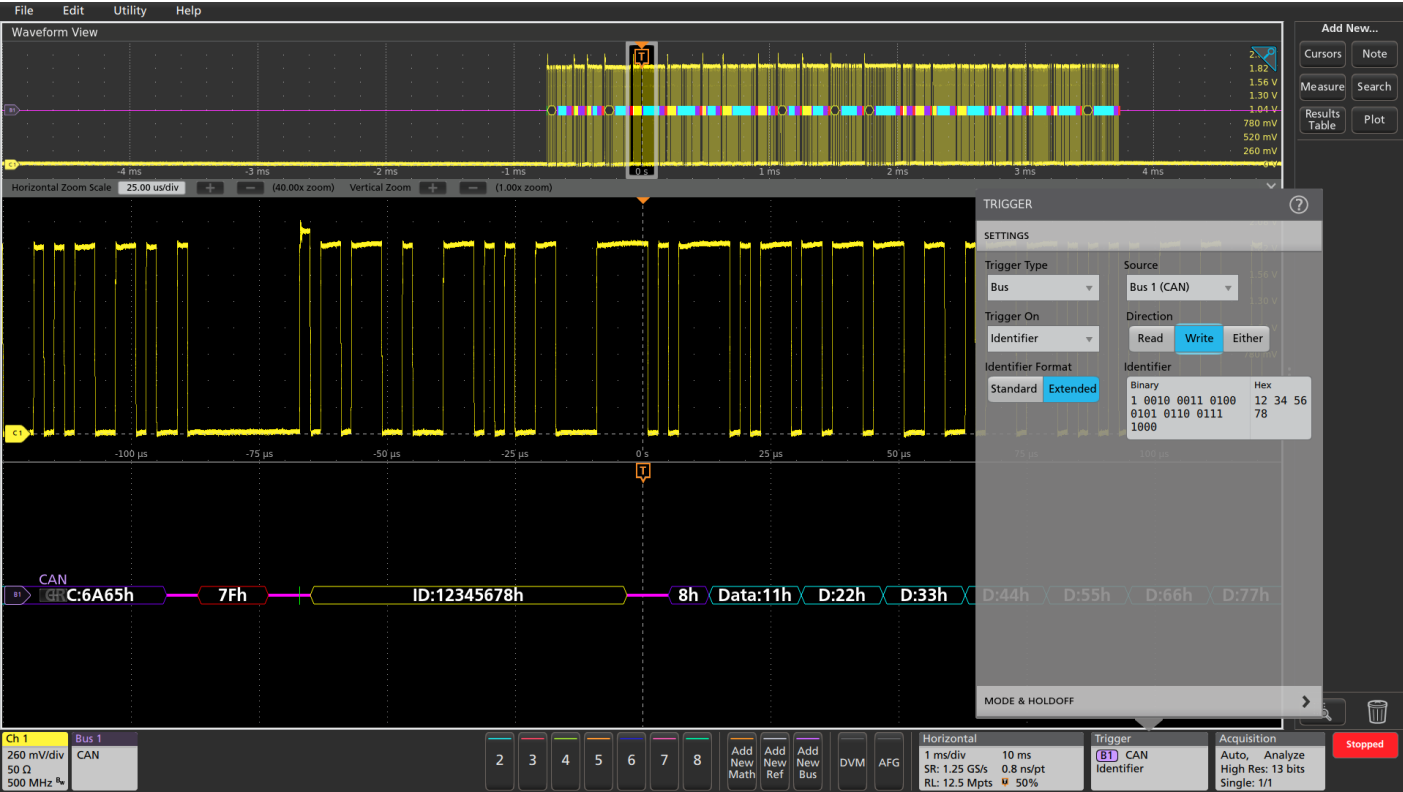 File Edit Utility Help
Waveform View
Add New...
Cursors Note
Measure Search
Results Table Plot
T
1.82
1.56 V
1.30 V
1.04 V
780 mV
520 mV
260 mV
0 V
B1
C1
-4 ms -3 ms -2 ms -1 ms 0 s 1 ms 2 ms 3 ms 4 ms
Horizontal Zoom Scale 25.00 us/div + − (40.00x zoom) Vertical Zoom + − (1.00x zoom)
TRIGGER ?
SETTINGS
Trigger Type Source
Bus Bus 1 (CAN)
Trigger On Direction
Identifier Read Write Either
Identifier Format Identifier
Standard Extended
Binary Hex
1 0010 0011 0100 12 34 56
0101 0110 0111 78
1000
1.56 V
1.30 V
C1
-100 µs -75 µs -50 µs -25 µs 0 s 25 µs 50 µs 75 µs 100 µs
T
CAN
B1 CRC:6A65h 7Fh ID:12345678h 8h Data:11h D:22h D:33h D:44h D:55h D:66h D:77h
MODE & HOLDOFF
Ch 1
260 mV/div
50 Ω
500 MHz Bw
Bus 1
CAN
2 3 4 5 6 7 8
Add New Math
Add New Ref
Add New Bus
DVM AFG
Horizontal
1 ms/div 10 ms
SR: 1.25 GS/s 0.8 ns/pt
RL: 12.5 Mpts 50%
Trigger
B1 CAN
Identifier
Acquisition
Auto, Analyze
High Res: 13 bits
Single: 1/1
Stopped